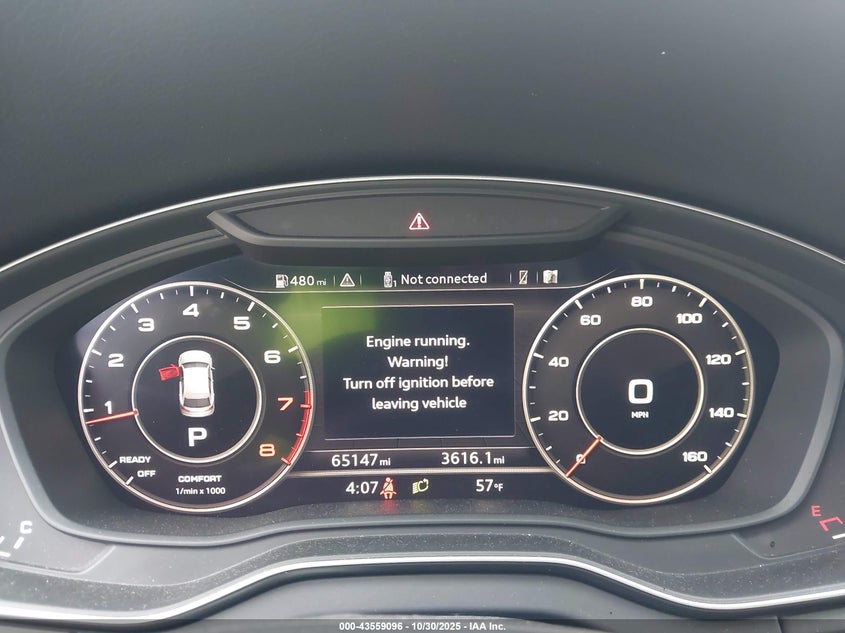 480 mi
1 Not connected
1 2 3 4 5 6 7 8
READY
OFF
P
COMFORT
1/min x 1000
Engine running.
Warning!
Turn off ignition before
leaving vehicle
0 20 40 60 80 100 120 140 160
0
MPH
65147 mi
3616.1 mi
4:07
57°F
C
E
000-43559096 - 10/30/2025 - IAA Inc.